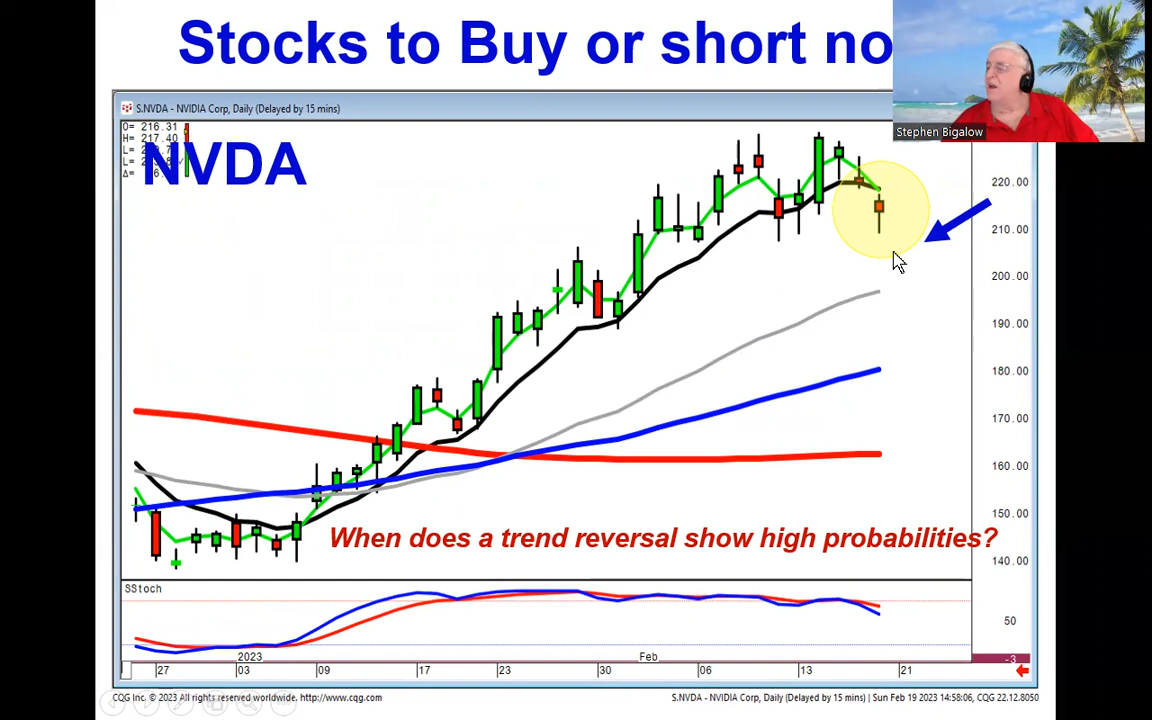 Stocks to Buy or short no
Stephen Bigalow
S.NVDA - NVIDIA Corp, Daily (Delayed by 15 mins)
O= 216.31
H= 217.40
NVDA
220.00
210.00
200.00
190.00
180.00
170.00
160.00
150.00
140.00
When does a trend reversal show high probabilities?
SStoch
50
-3
2023
Feb
27
03
09
17
23
30
06
13
21
CQG Inc. © 2023 All rights reserved worldwide. http://www.cqg.com
S.NVDA - NVIDIA Corp, Daily (Delayed by 15 mins) | Sun Feb 19 2023 14:58:06, CQG 22.12.8050